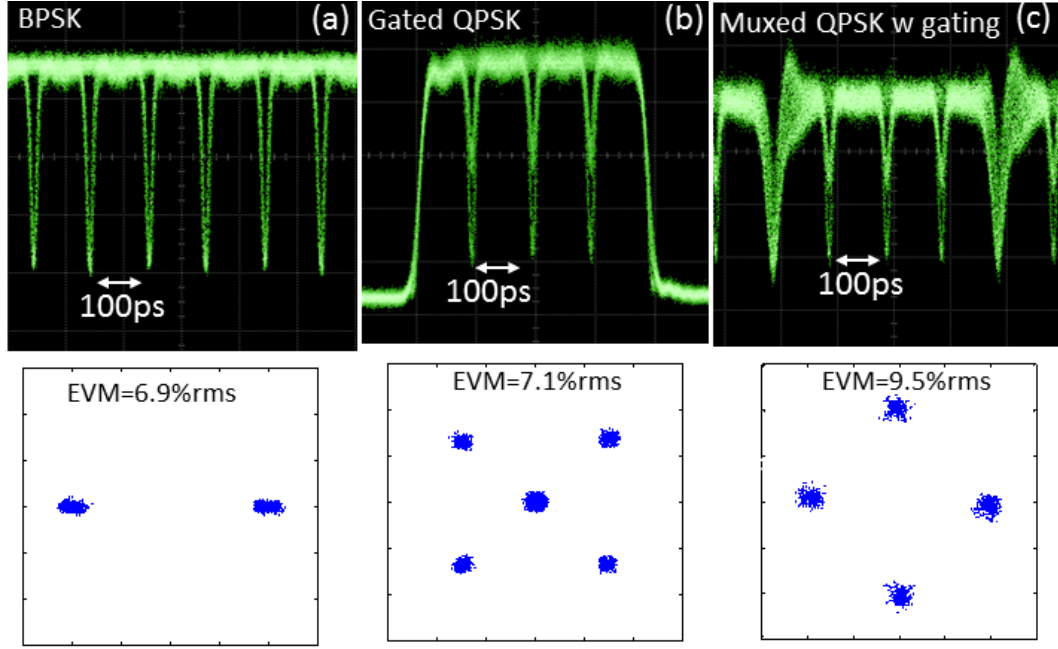 BPSK (a)
Gated QPSK (b)
Muxed QPSK w gating (c)
100ps
100ps
100ps
EVM=6.9%rms
EVM=7.1%rms
EVM=9.5%rms